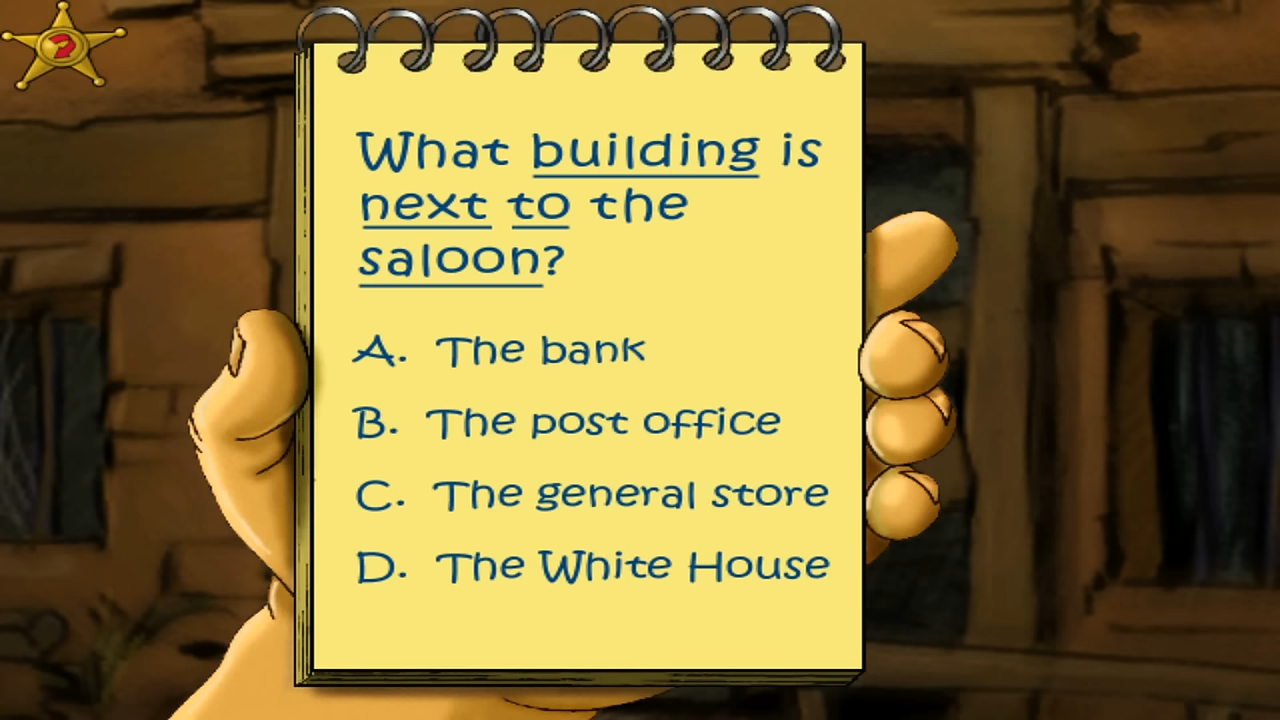 ?
What building is
next to the
saloon?
A. The bank
B. The post office
C. The general store
D. The White House